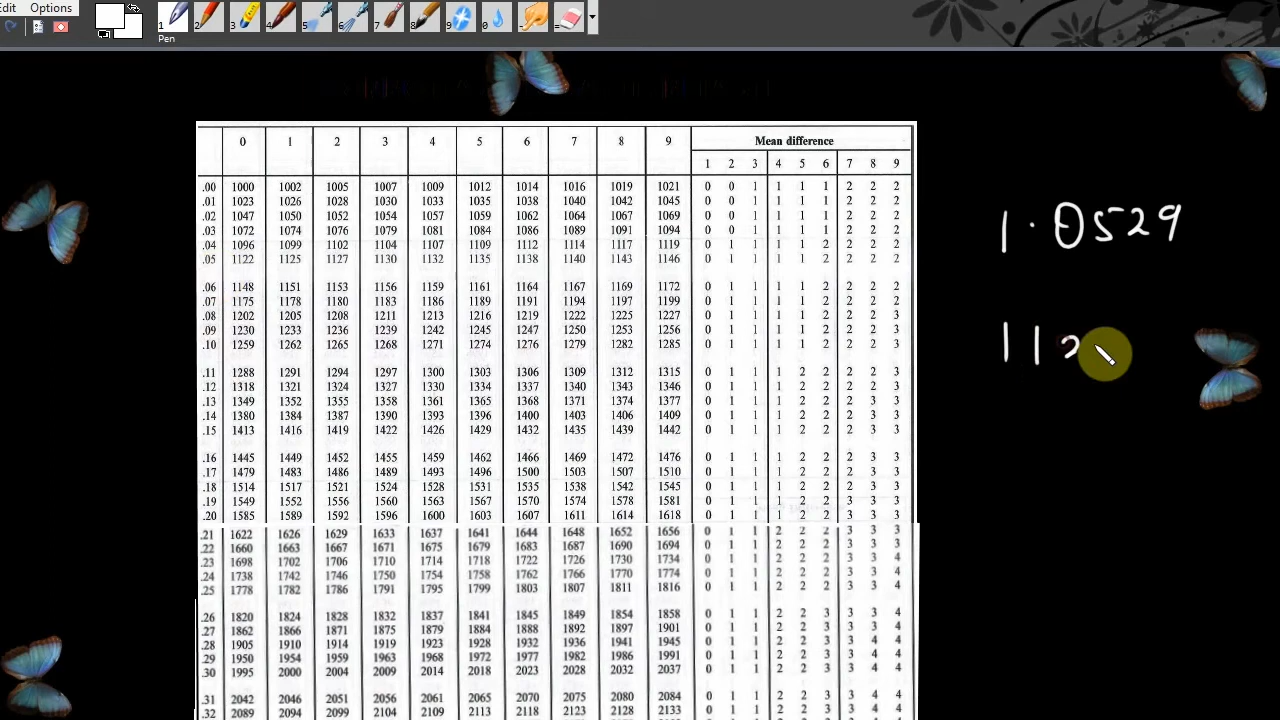 Edit Options
1 2 3 4 5 6 7 8 9 0 - =
Pen
0 1 2 3 4 5 6 7 8 9 Mean difference
1 2 3 4 5 6 7 8 9
.00 1000 1002 1005 1007 1009 1012 1014 1016 1019 1021 0 0 1 1 1 1 2 2 2
.01 1023 1026 1028 1030 1033 1035 1038 1040 1042 1045 0 0 1 1 1 1 2 2 2
.02 1047 1050 1052 1054 1057 1059 1062 1064 1067 1069 0 0 1 1 1 1 2 2 2
.03 1072 1074 1076 1079 1081 1084 1086 1089 1091 1094 0 0 1 1 1 1 2 2 2
.04 1096 1099 1102 1104 1107 1109 1112 1114 1117 1119 0 1 1 1 1 2 2 2 2
.05 1122 1125 1127 1130 1132 1135 1138 1140 1143 1146 0 1 1 1 1 2 2 2 2
.06 1148 1151 1153 1156 1159 1161 1164 1167 1169 1172 0 1 1 1 1 2 2 2 2
.07 1175 1178 1180 1183 1186 1189 1191 1194 1197 1199 0 1 1 1 1 2 2 2 2
.08 1202 1205 1208 1211 1213 1216 1219 1222 1225 1227 0 1 1 1 1 2 2 2 3
.09 1230 1233 1236 1239 1242 1245 1247 1250 1253 1256 0 1 1 1 1 2 2 2 3
.10 1259 1262 1265 1268 1271 1274 1276 1279 1282 1285 0 1 1 1 1 2 2 2 3
.11 1288 1291 1294 1297 1300 1303 1306 1309 1312 1315 0 1 1 1 2 2 2 2 3
.12 1318 1321 1324 1327 1330 1334 1337 1340 1343 1346 0 1 1 1 2 2 2 2 3
.13 1349 1352 1355 1358 1361 1365 1368 1371 1374 1377 0 1 1 1 2 2 2 3 3
.14 1380 1384 1387 1390 1393 1396 1400 1403 1406 1409 0 1 1 1 2 2 2 3 3
.15 1413 1416 1419 1422 1426 1429 1432 1435 1439 1442 0 1 1 1 2 2 2 3 3
.16 1445 1449 1452 1455 1459 1462 1466 1469 1472 1476 0 1 1 1 2 2 2 3 3
.17 1479 1483 1486 1489 1493 1496 1500 1503 1507 1510 0 1 1 1 2 2 2 3 3
.18 1514 1517 1521 1524 1528 1531 1535 1538 1542 1545 0 1 1 1 2 2 2 3 3
.19 1549 1552 1556 1560 1563 1567 1570 1574 1578 1581 0 1 1 1 2 2 3 3 3
.20 1585 1589 1592 1596 1600 1603 1607 1611 1614 1618 0 1 1 1 2 2 3 3 3
.21 1622 1626 1629 1633 1637 1641 1644 1648 1652 1656 0 1 1 2 2 2 3 3 3
.22 1660 1663 1667 1671 1675 1679 1683 1687 1690 1694 0 1 1 2 2 2 3 3 3
.23 1698 1702 1706 1710 1714 1718 1722 1726 1730 1734 0 1 1 2 2 2 3 3 4
.24 1738 1742 1746 1750 1754 1758 1762 1766 1770 1774 0 1 1 2 2 2 3 3 4
.25 1778 1782 1786 1791 1795 1799 1803 1807 1811 1816 0 1 1 2 2 2 3 3 4
.26 1820 1824 1828 1832 1837 1841 1845 1849 1854 1858 0 1 1 2 2 3 3 3 4
.27 1862 1866 1871 1875 1879 1884 1888 1892 1897 1901 0 1 1 2 2 3 3 3 4
.28 1905 1910 1914 1919 1923 1928 1932 1936 1941 1945 0 1 1 2 2 3 3 4 4
.29 1950 1954 1959 1963 1968 1972 1977 1982 1986 1991 0 1 1 2 2 3 3 4 4
.30 1995 2000 2004 2009 2014 2018 2023 2028 2032 2037 0 1 1 2 2 3 3 4 4
.31 2042 2046 2051 2056 2061 2065 2070 2075 2080 2084 0 1 1 2 2 3 3 4 4
.32 2089 2094 2099 2104 2109 2113 2118 2123 2128 2133 0 1 1 2 2 3 3 4 4
1.0529
112